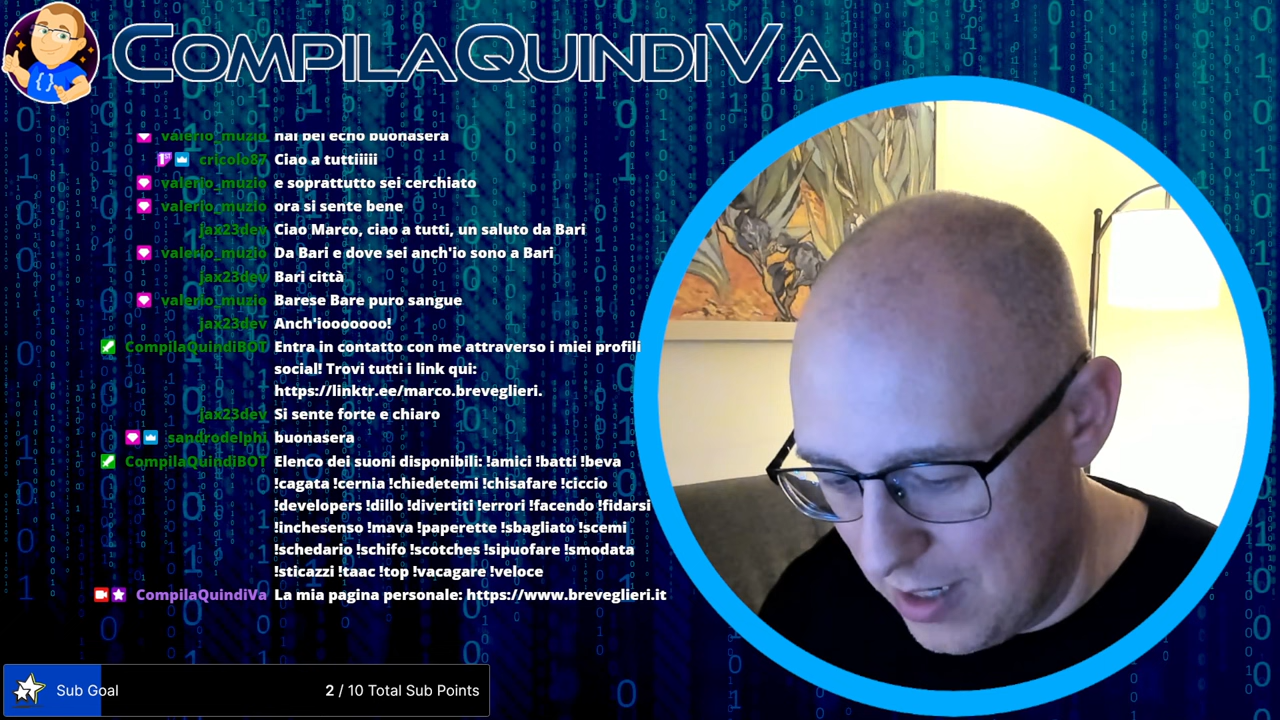 CompilaQuindiVa
valerio_muzio hai bel echo buonasera
cricolo87 Ciao a tuttiiiii
valerio_muzio e soprattutto sei cerchiato
valerio_muzio ora si sente bene
jax23dev Ciao Marco, ciao a tutti, un saluto da Bari
valerio_muzio Da Bari e dove sei anch'io sono a Bari
jax23dev Bari città
valerio_muzio Barese Bare puro sangue
jax23dev Anch'iooooooo!
CompilaQuindiBOT Entra in contatto con me attraverso i miei profili
social! Trovi tutti i link qui:
https://linktr.ee/marco.breveglieri.
jax23dev Si sente forte e chiaro
sandrodelphi buonasera
CompilaQuindiBOT Elenco dei suoni disponibili: !amici !batti !beva
!cagata !cernia !chiedetemi !chisafare !ciccio
!developers !dillo !divertiti !errori !facendo !fidarsi
!inchesenso !mava !paperette !sbagliato !scemi
!schedario !schifo !scotches !sipuofare !smodata
!sticazzi !taac !top !vacagare !veloce
CompilaQuindiVa La mia pagina personale: https://www.breveglieri.it
Sub Goal 2 / 10 Total Sub Points